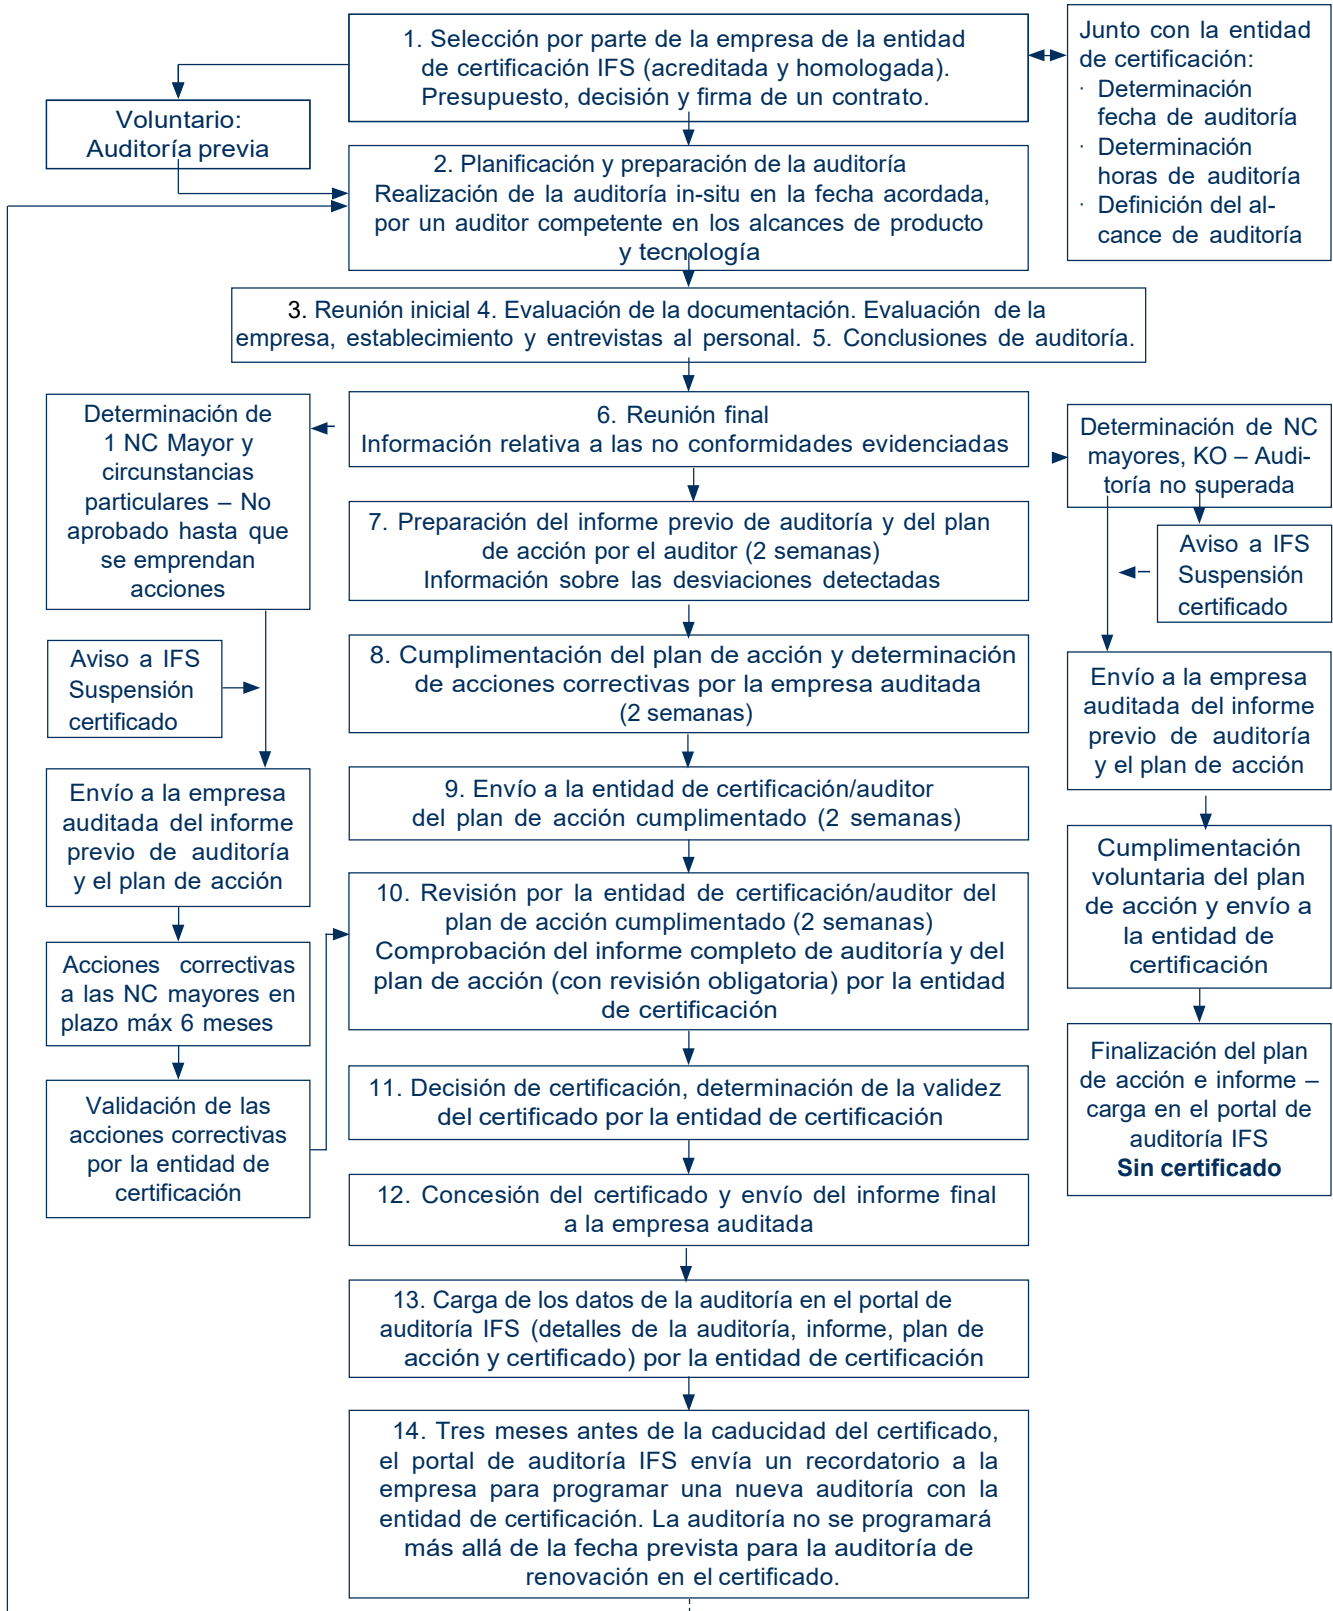 1. Selección por parte de la empresa de la entidad
de certificación IFS (acreditada y homologada).
Presupuesto, decisión y firma de un contrato.
Junto con la entidad
de certificación:
· Determinación
fecha de auditoría
· Determinación
horas de auditoría
· Definición del al-
cance de auditoría
Voluntario:
Auditoría previa
2. Planificación y preparación de la auditoría
Realización de la auditoría in-situ en la fecha acordada,
por un auditor competente en los alcances de producto
y tecnología
3. Reunión inicial 4. Evaluación de la documentación. Evaluación de la
empresa, establecimiento y entrevistas al personal. 5. Conclusiones de auditoría.
6. Reunión final
Información relativa a las no conformidades evidenciadas
Determinación de
1 NC Mayor y
circunstancias
particulares – No
aprobado hasta que
se emprendan
acciones
Determinación de NC
mayores, KO – Audi-
toría no superada
7. Preparación del informe previo de auditoría y del plan
de acción por el auditor (2 semanas)
Información sobre las desviaciones detectadas
Aviso a IFS
Suspensión
certificado
8. Cumplimentación del plan de acción y determinación
de acciones correctivas por la empresa auditada
(2 semanas)
Aviso a IFS
Suspensión
certificado
Envío a la empresa
auditada del informe
previo de auditoría
y el plan de acción
9. Envío a la entidad de certificación/auditor
del plan de acción cumplimentado (2 semanas)
Envío a la empresa
auditada del informe
previo de auditoría
y el plan de acción
Cumplimentación
voluntaria del plan
de acción y envío a
la entidad de
certificación
10. Revisión por la entidad de certificación/auditor del
plan de acción cumplimentado (2 semanas)
Comprobación del informe completo de auditoría y del
plan de acción (con revisión obligatoria) por la entidad
de certificación
Acciones correctivas
a las NC mayores en
plazo máx 6 meses
Finalización del plan
de acción e informe –
carga en el portal de
auditoría IFS
Sin certificado
11. Decisión de certificación, determinación de la validez
del certificado por la entidad de certificación
Validación de las
acciones correctivas
por la entidad de
certificación
12. Concesión del certificado y envío del informe final
a la empresa auditada
13. Carga de los datos de la auditoría en el portal de
auditoría IFS (detalles de la auditoría, informe, plan de
acción y certificado) por la entidad de certificación
14. Tres meses antes de la caducidad del certificado,
el portal de auditoría IFS envía un recordatorio a la
empresa para programar una nueva auditoría con la
entidad de certificación. La auditoría no se programará
más allá de la fecha prevista para la auditoría de
renovación en el certificado.